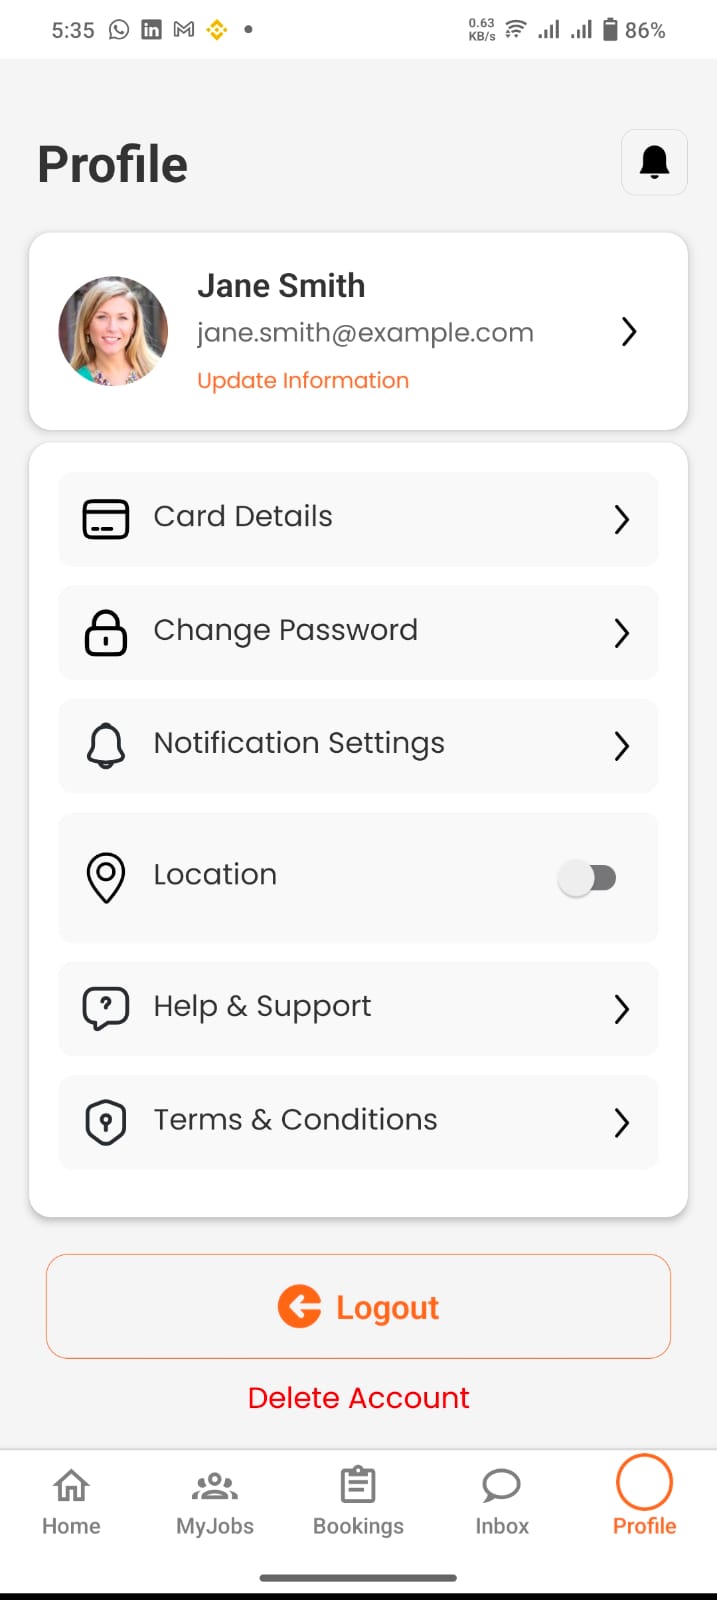 5:35
0.63
KB/s
86%
Profile
Jane Smith
jane.smith@example.com
Update Information
Card Details
Change Password
Notification Settings
Location
Help & Support
Terms & Conditions
Logout
Delete Account
Home
MyJobs
Bookings
Inbox
Profile